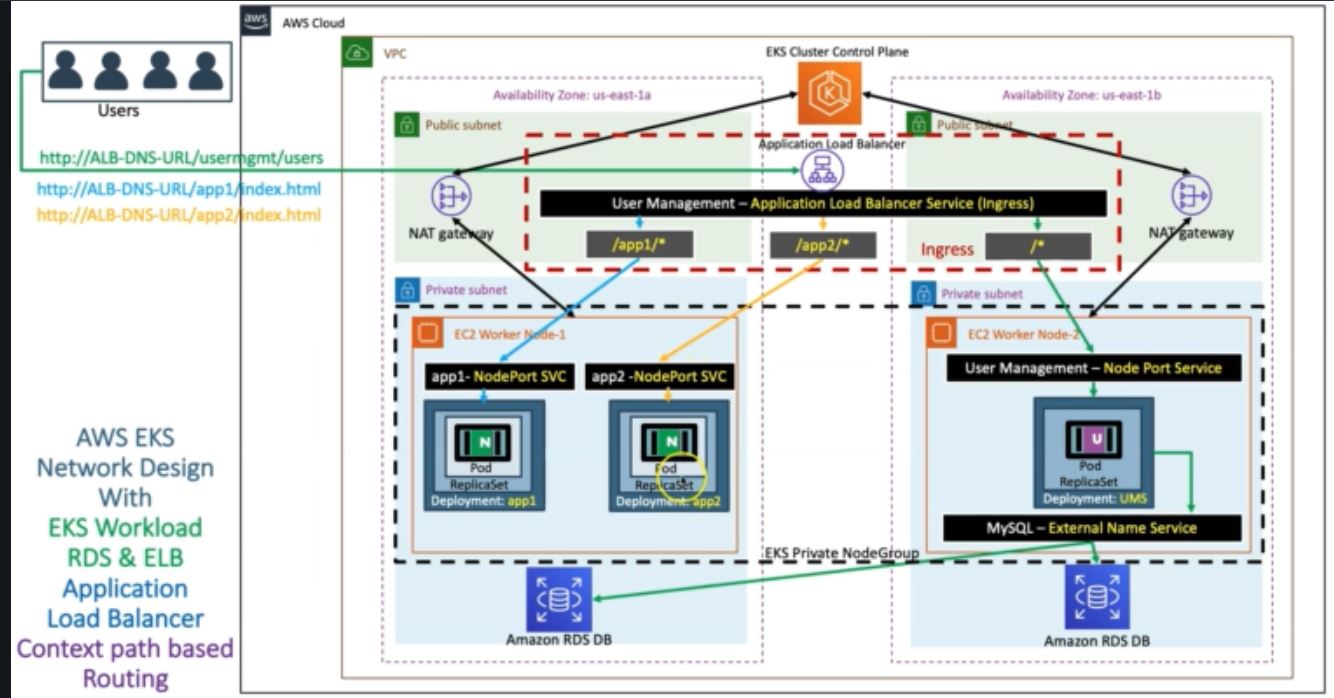 aws
AWS Cloud
Users
VPC
EKS Cluster Control Plane
Availability Zone: us-east-1a
Availability Zone: us-east-1b
Public subnet
Public subnet
Application Load Balancer
http://ALB-DNS-URL/usermgmt/users
http://ALB-DNS-URL/app1/index.html
http://ALB-DNS-URL/app2/index.html
User Management – Application Load Balancer Service (Ingress)
NAT gateway
/app1/*
/app2/*
Ingress
/*
NAT gateway
Private subnet
Private subnet
EC2 Worker Node-1
EC2 Worker Node-2
app1- NodePort SVC
app2 -NodePort SVC
User Management – Node Port Service
N
Pod
ReplicaSet
Deployment: app1
N
Pod
ReplicaSet
Deployment: app2
U
Pod
ReplicaSet
Deployment: UMS
MySQL – External Name Service
EKS Private NodeGroup
Amazon RDS DB
Amazon RDS DB
AWS EKS
Network Design
With
EKS Workload
RDS & ELB
Application
Load Balancer
Context path based
Routing